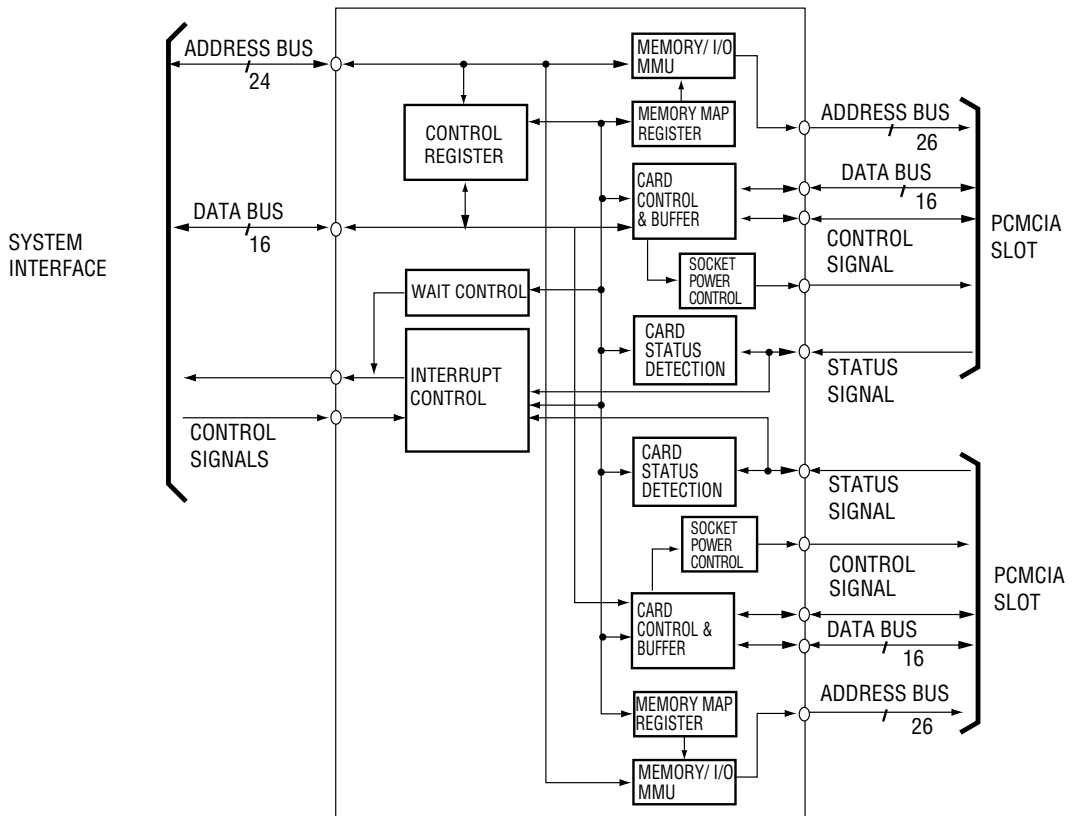 ADDRESS BUS
24
DATA BUS
16
SYSTEM
INTERFACE
CONTROL
SIGNALS
CONTROL
REGISTER
WAIT CONTROL
INTERRUPT
CONTROL
MEMORY/ I/O
MMU
MEMORY MAP
REGISTER
CARD
CONTROL
& BUFFER
SOCKET
POWER
CONTROL
CARD
STATUS
DETECTION
ADDRESS BUS
26
DATA BUS
16
CONTROL
SIGNAL
STATUS
SIGNAL
PCMCIA
SLOT
CARD
STATUS
DETECTION
SOCKET
POWER
CONTROL
CARD
CONTROL &
BUFFER
MEMORY MAP
REGISTER
MEMORY/ I/O
MMU
STATUS
SIGNAL
CONTROL
SIGNAL
DATA BUS
16
ADDRESS BUS
26
PCMCIA
SLOT